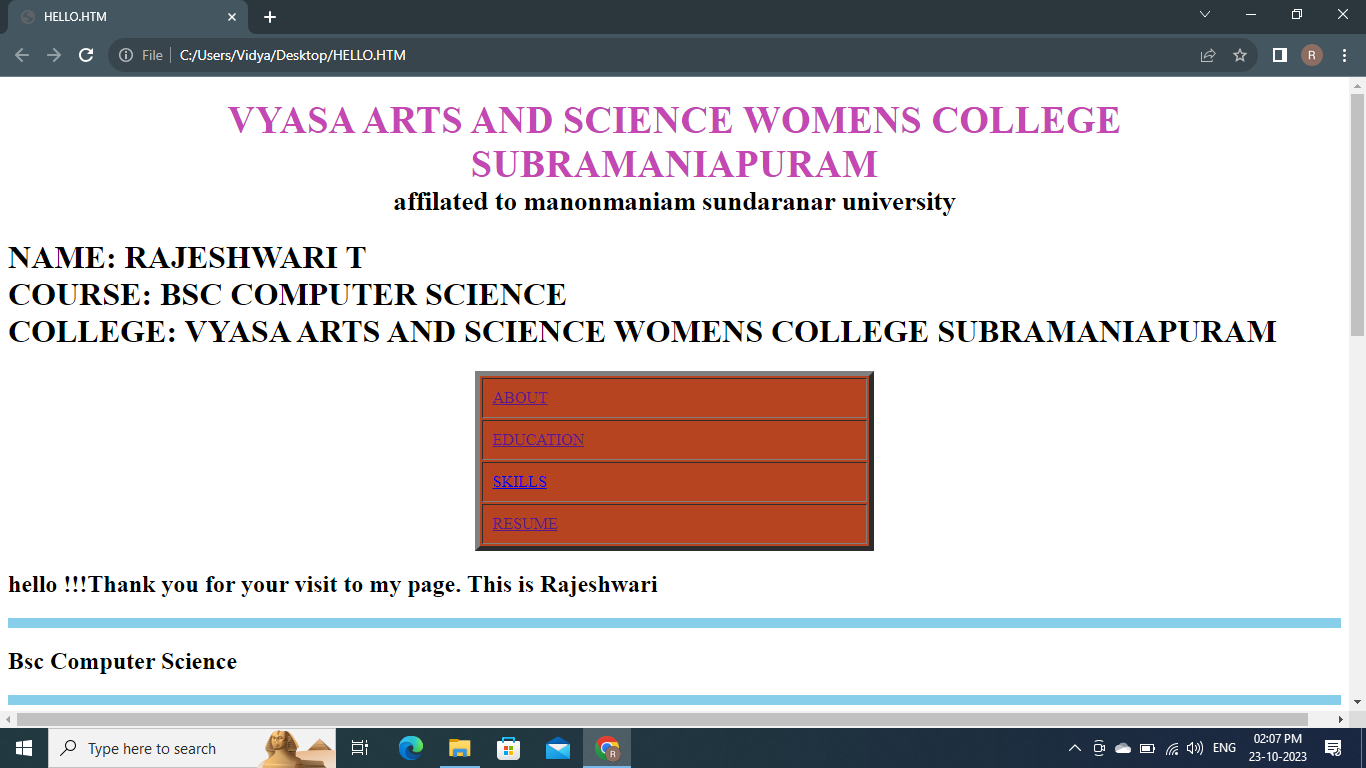 HELLO.HTM
File
C:/Users/Vidya/Desktop/HELLO.HTM
R
VYASA ARTS AND SCIENCE WOMENS COLLEGE
SUBRAMANIAPURAM
affilated to manonmaniam sundaranar university
NAME: RAJESHWARI T
COURSE: BSC COMPUTER SCIENCE
COLLEGE: VYASA ARTS AND SCIENCE WOMENS COLLEGE SUBRAMANIAPURAM
ABOUT
EDUCATION
SKILLS
RESUME
hello !!!Thank you for your visit to my page. This is Rajeshwari
Bsc Computer Science
Type here to search
R
ENG
02:07 PM
23-10-2023